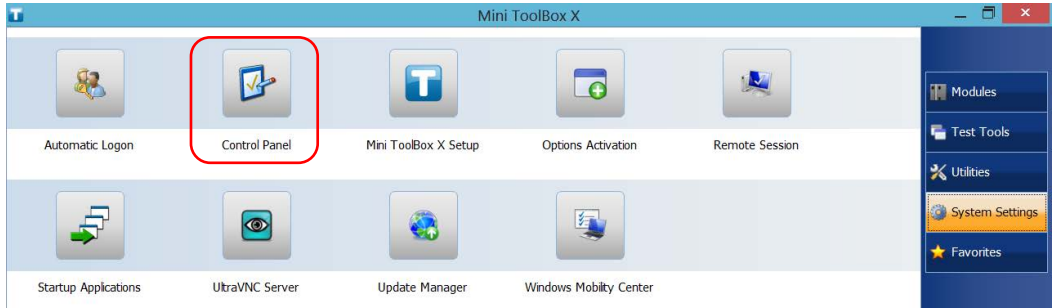 Mini ToolBox X
Automatic Logon
Control Panel
Mini ToolBox X Setup
Options Activation
Remote Session
Startup Applications
UltraVNC Server
Update Manager
Windows Mobility Center
Modules
Test Tools
Utilities
System Settings
Favorites